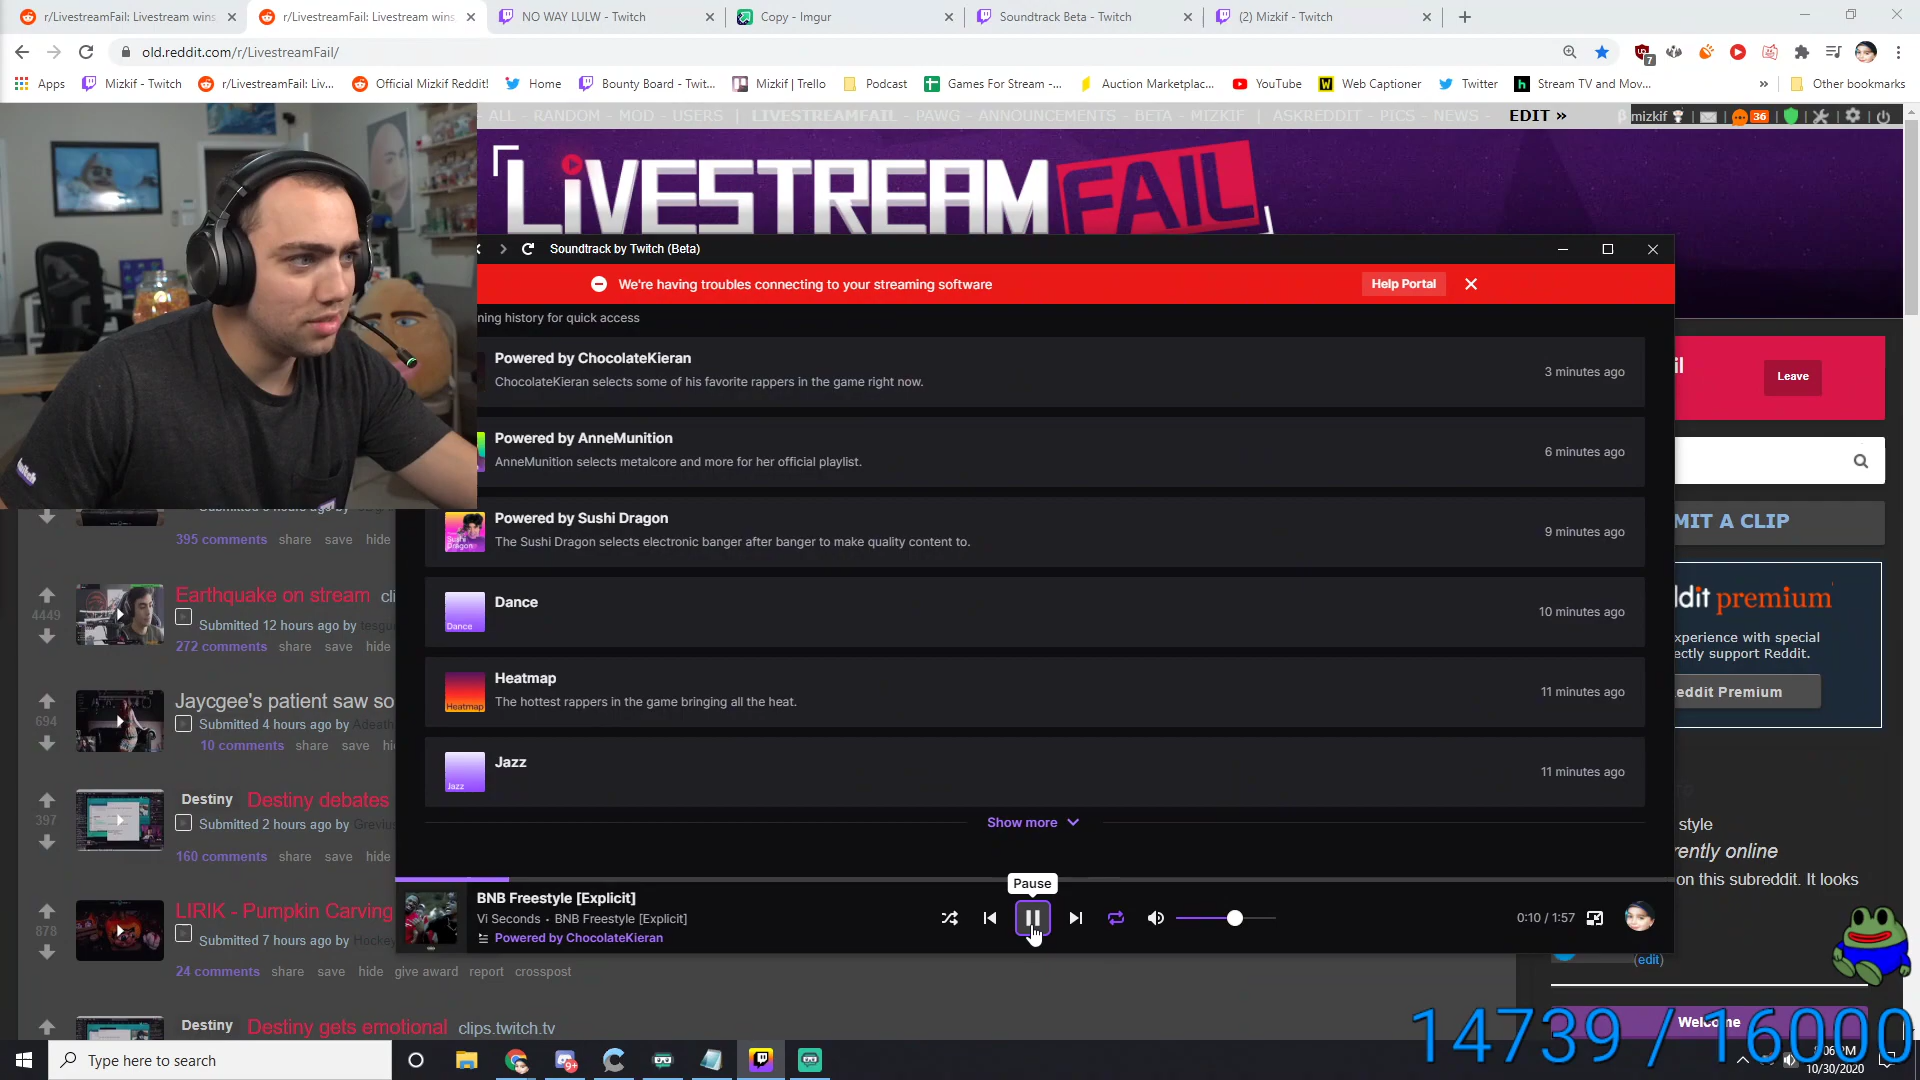 r/LivestreamFail: Livestream wins
r/LivestreamFail: Livestream wins
NO WAY LULW - Twitch
Copy - Imgur
Soundtrack Beta - Twitch
(2) Mizkif - Twitch
old.reddit.com/r/LivestreamFail/
7
Apps
Mizkif - Twitch
r/LivestreamFail: Liv...
Official Mizkif Reddit!
Home
Bounty Board - Twit...
Mizkif | Trello
Podcast
Games For Stream -...
Auction Marketplac...
YouTube
Web Captioner
Twitter
Stream TV and Mov...
»
Other bookmarks
- ALL - RANDOM - MOD - USERS | LIVESTREAMFAIL - PAWG - ANNOUNCEMENTS - BETA - MIZKIF | ASKREDDIT - PICS - NEWS - EDIT »
mizkif
36
LIVESTREAM FAIL
Soundtrack by Twitch (Beta)
We're having troubles connecting to your streaming software
Help Portal
ning history for quick access
Powered by ChocolateKieran
ChocolateKieran selects some of his favorite rappers in the game right now.
3 minutes ago
Leave
Powered by AnneMunition
AnneMunition selects metalcore and more for her official playlist.
6 minutes ago
Sushi Dragon
Powered by Sushi Dragon
The Sushi Dragon selects electronic banger after banger to make quality content to.
9 minutes ago
MIT A CLIP
395 comments share save hide
4449
Earthquake on stream
Submitted 12 hours ago by
272 comments share save hide
Dance
Dance
10 minutes ago
ddit premium
xperience with special
ectly support Reddit.
eddit Premium
694
Jaycgee's patient saw so
Submitted 4 hours ago by
10 comments share save
Heatmap
Heatmap
The hottest rappers in the game bringing all the heat.
11 minutes ago
397
Destiny Destiny debates
Submitted 2 hours ago by
160 comments share save hide
Jazz
Jazz
11 minutes ago
Show more
style
rently online
on this subreddit. It looks
878
LIRIK - Pumpkin Carving
Submitted 7 hours ago by
24 comments share save hide give award report crosspost
Pause
BNB Freestyle [Explicit]
Vi Seconds • BNB Freestyle [Explicit]
Powered by ChocolateKieran
0:10 / 1:57
(edit)
Destiny Destiny gets emotional clips.twitch.tv
Welcome
14739 / 16000
Type here to search
10/30/2020